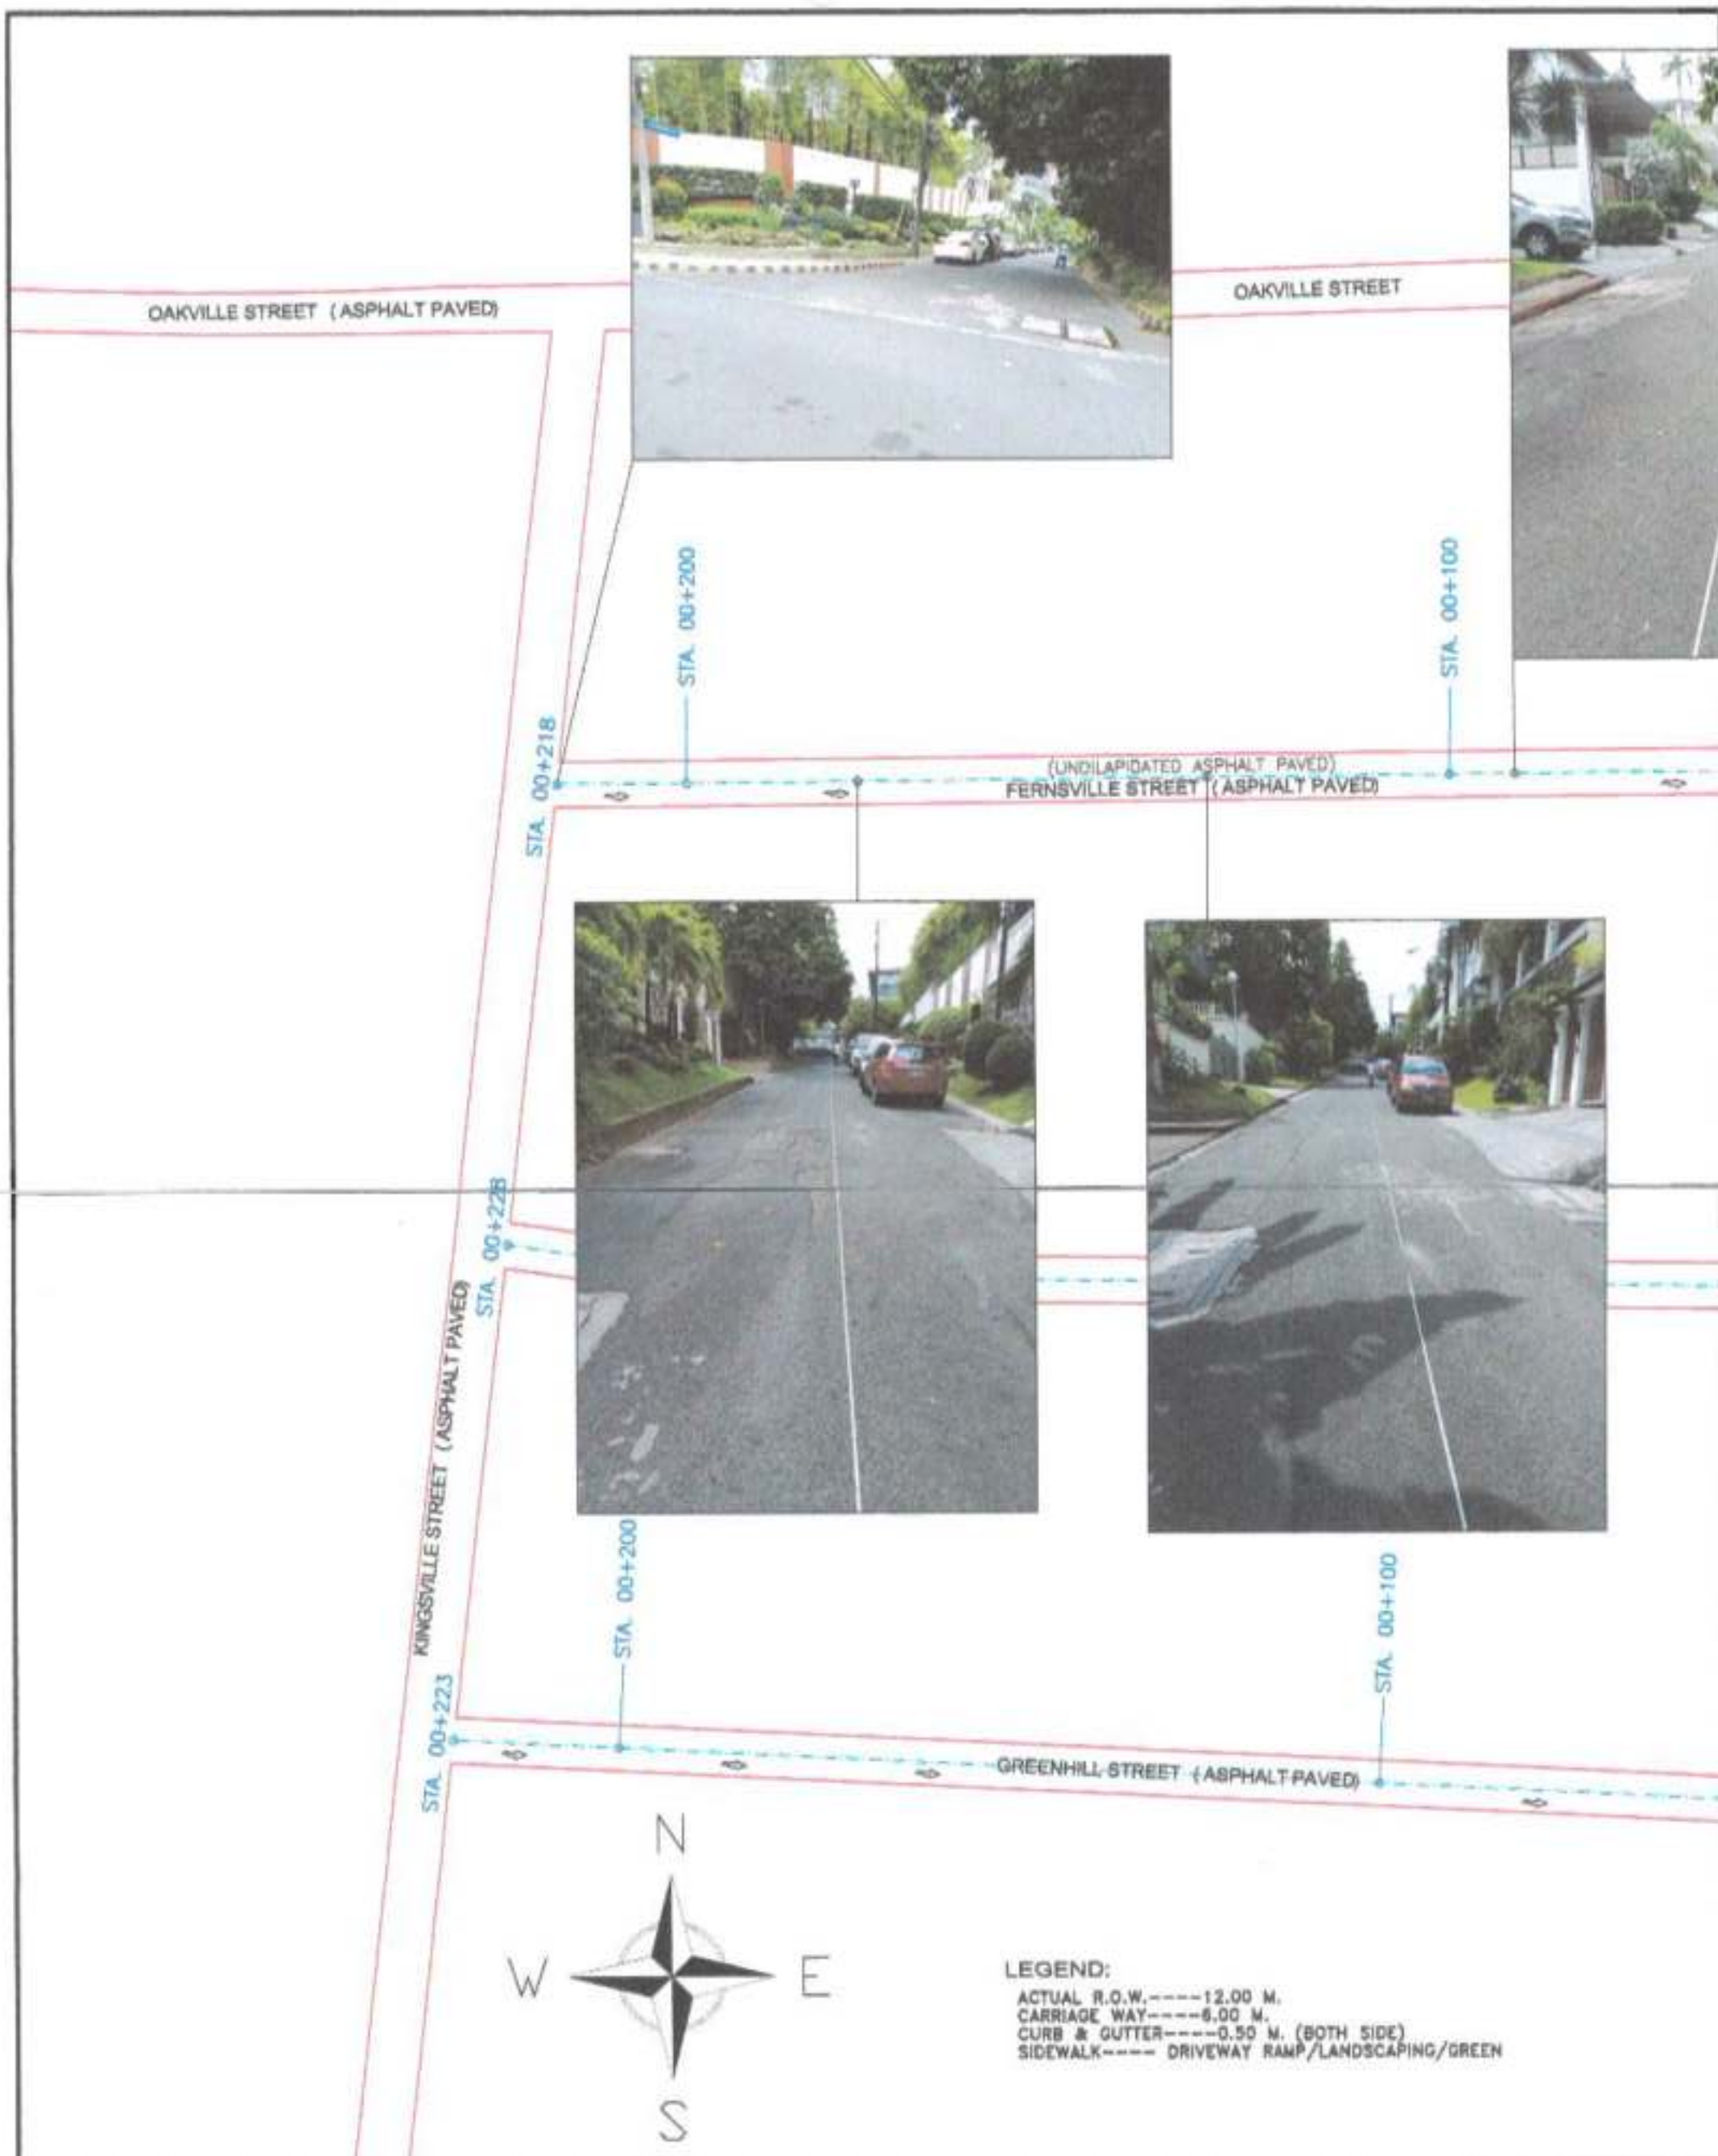 OAKVILLE STREET (ASPHALT PAVED)
OAKVILLE STREET
STA. 00+200
STA. 00+100
STA. 00+218
(UNDILAPIDATED ASPHALT PAVED)
FERNSVILLE STREET (ASPHALT PAVED)
STA. 00+228
KINGSVILLE STREET (ASPHALT PAVED)
STA. 00+200
STA. 00+100
STA. 00+223
GREENHILL STREET (ASPHALT PAVED)
N
W
E
S
LEGEND:
ACTUAL R.O.W.----12.00 M.
CARRIAGE WAY----6.00 M.
CURB & GUTTER----0.50 M. (BOTH SIDE)
SIDEWALK---- DRIVEWAY RAMP/LANDSCAPING/GREEN